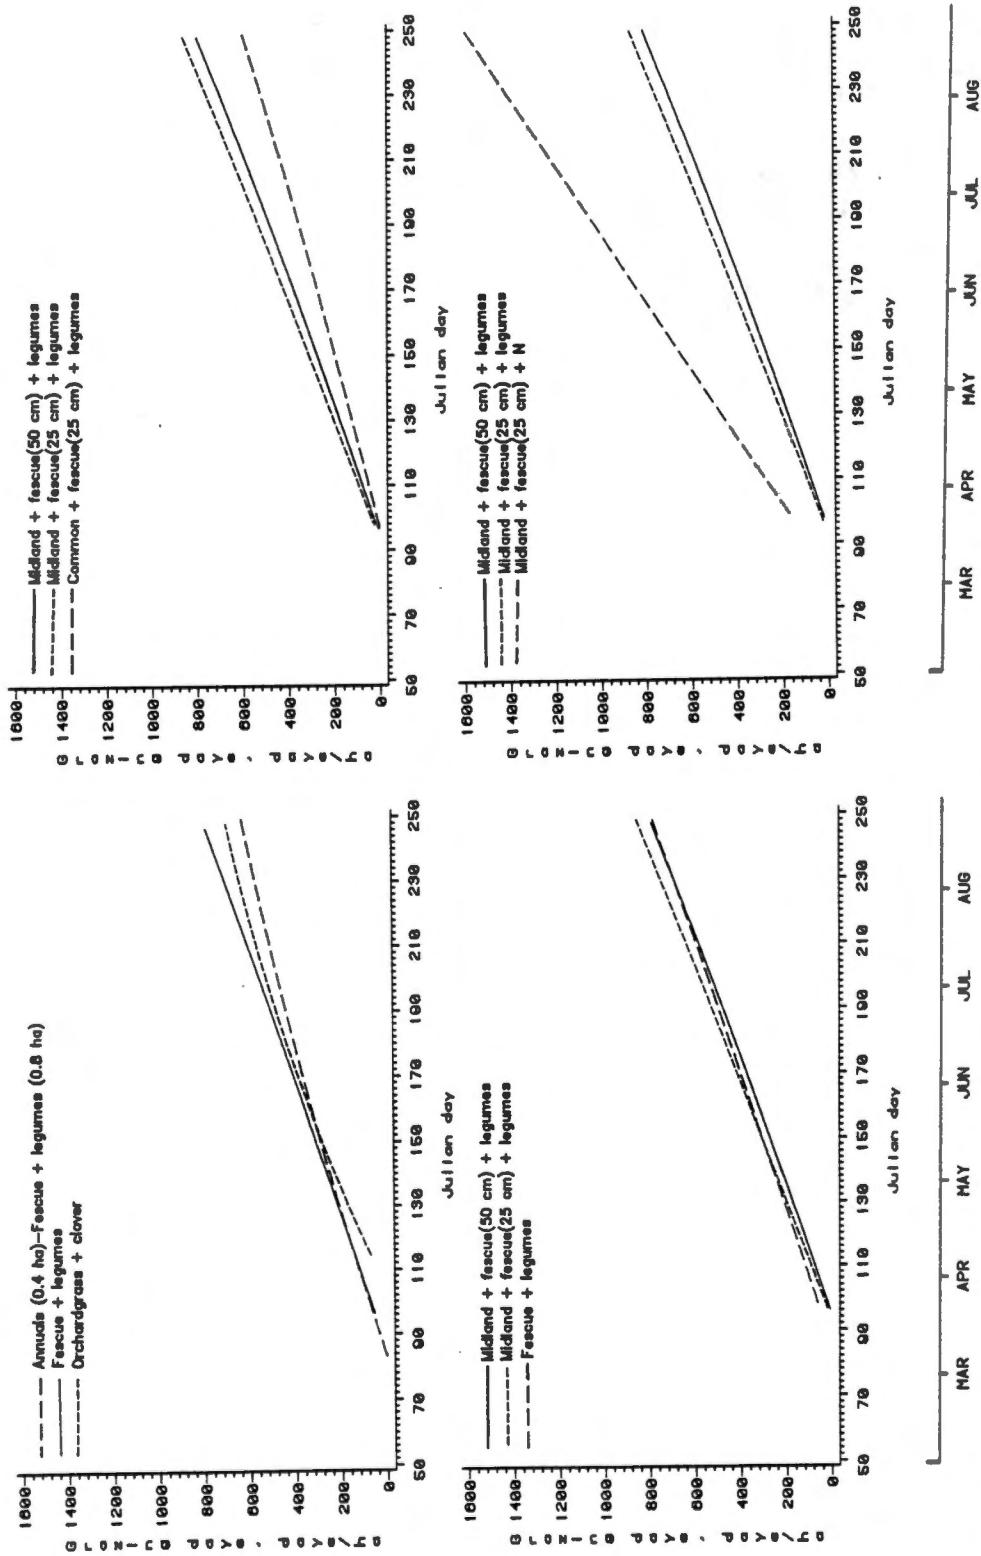 Annuals (0.4 ha)-Fescue + legumes (0.8 ha)
Fescue + legumes
Orchardgrass + clover
Grazing days, days/ha
1600
1400
1200
1000
800
600
400
200
0
50 70 90 110 130 150 170 190 210 230 250
Julian day
Midland + fescue(50 cm) + legumes
Midland + fescue(25 cm) + legumes
Common + fescue(25 cm) + legumes
Grazing days, days/ha
1600
1400
1200
1000
800
600
400
200
0
50 70 90 110 130 150 170 190 210 230 250
Julian day
Midland + fescue(50 cm) + legumes
Midland + fescue(25 cm) + legumes
Fescue + legumes
Grazing days, days/ha
1600
1400
1200
1000
800
600
400
200
0
50 70 90 110 130 150 170 190 210 230 250
Julian day
MAR APR MAY JUN JUL AUG
Midland + fescue(50 cm) + legumes
Midland + fescue(25 cm) + legumes
Midland + fescue(25 cm) + N
Grazing days, days/ha
1600
1400
1200
1000
800
600
400
200
0
50 70 90 110 130 150 170 190 210 230 250
Julian day
MAR APR MAY JUN JUL AUG